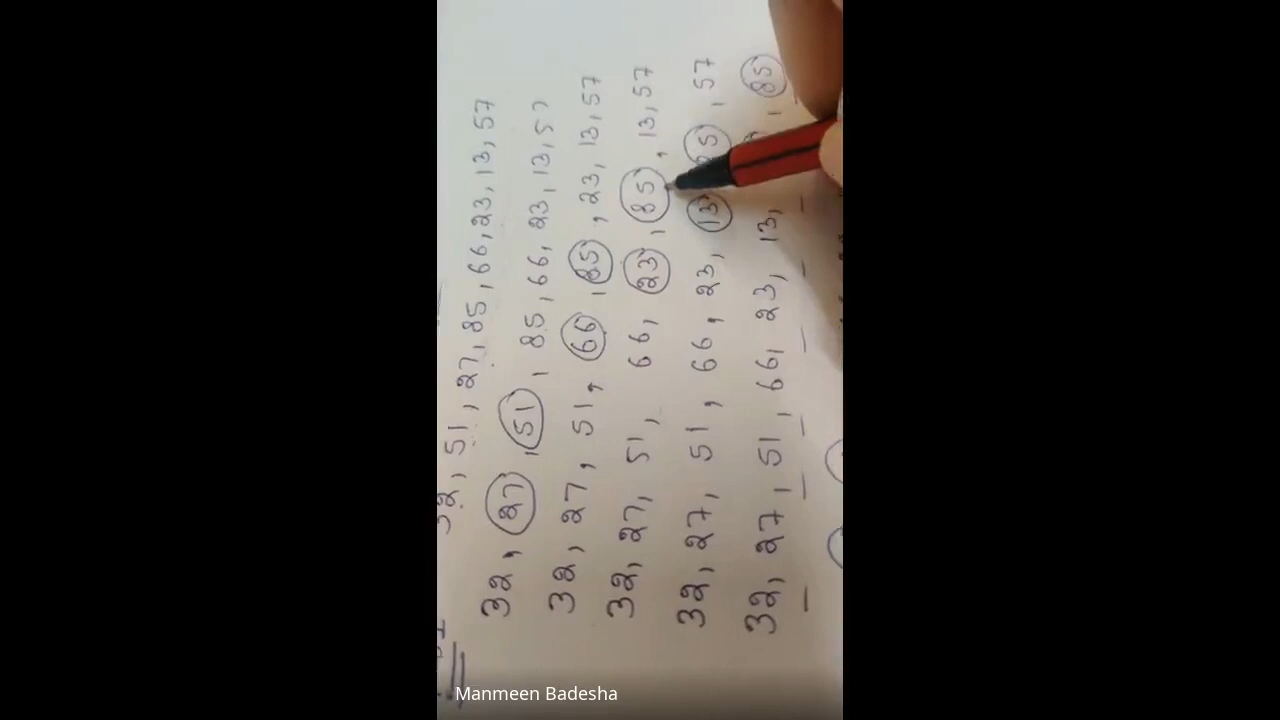 32, 51, 27, 85, 66, 23, 13, 57
32, 27, 51, 85, 66, 23, 13, 5
32, 27, 51, 66, 85, 23, 13, 57
32, 27, 51, 66, 23, 85, 13, 57
32, 27, 51, 66, 23, 13, 85, 57
32, 27, 51, 66, 23, 13, 85
Manmeen Badesha